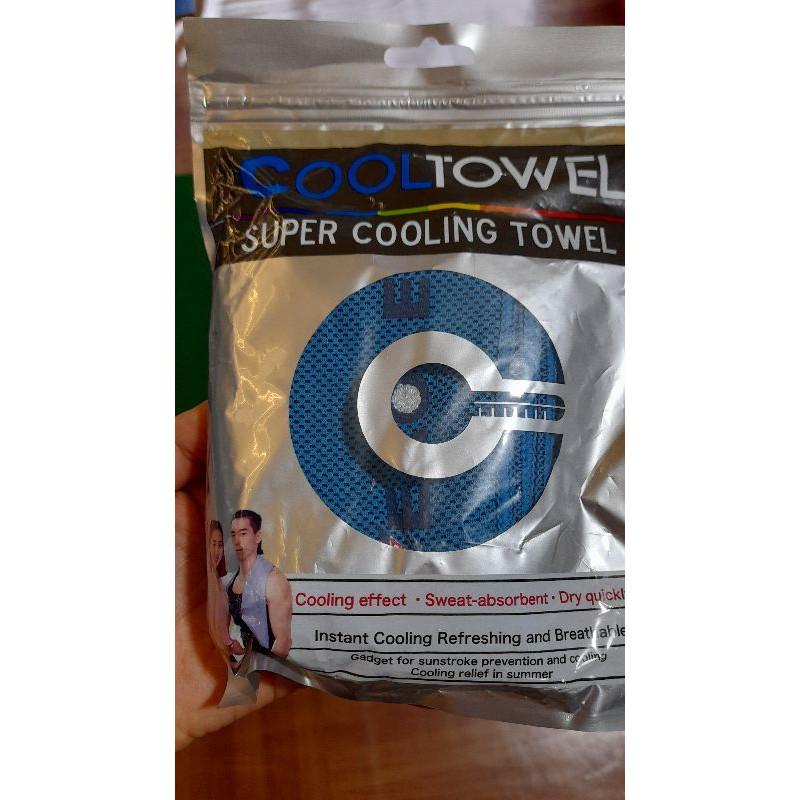 COOLTOWEL
SUPER COOLING TOWEL
E
Cooling effect · Sweat-absorbent · Dry quickl
Instant Cooling Refreshing and Breathable
Gadget for sunstroke prevention and cooling
Cooling relief in summer